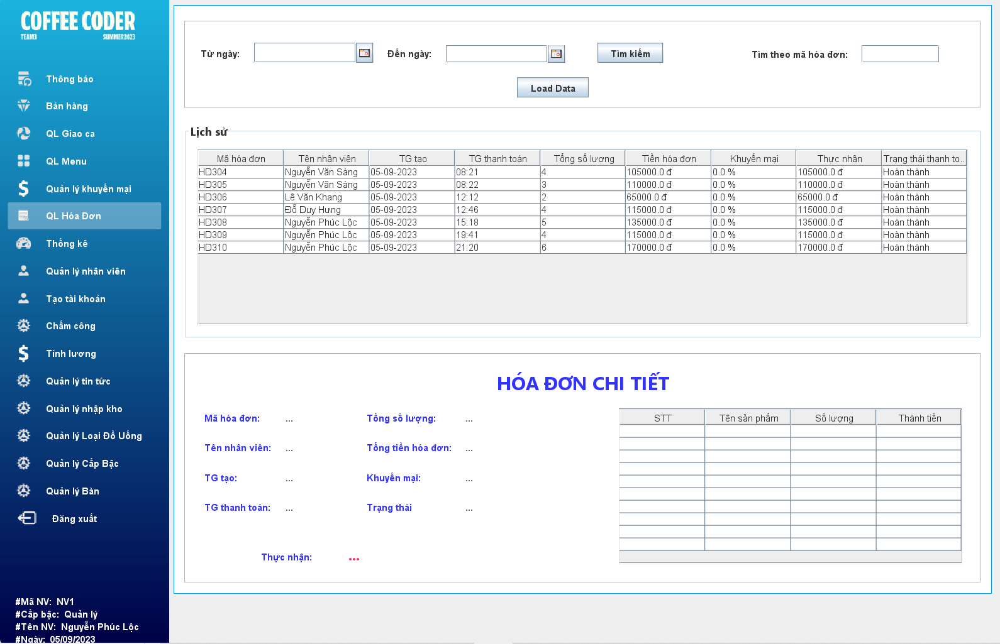 COFFEE CODER
TEAM3 SUMMER2023
Thông báo
Bán hàng
QL Giao ca
QL Menu
Quản lý khuyến mại
QL Hóa Đơn
Thống kê
Quản lý nhân viên
Tạo tài khoản
Chấm công
Tính lương
Quản lý tin tức
Quản lý nhập kho
Quản lý Loại Đồ Uống
Quản lý Cấp Bậc
Quản lý Bàn
Đăng xuất
#Mã NV: NV1
#Cấp bậc: Quản lý
#Tên NV: Nguyễn Phúc Lộc
#Ngày: 05/09/2023
Từ ngày: Đến ngày: Tìm kiếm Tìm theo mã hóa đơn:
Load Data
Lịch sử
Mã hóa đơn Tên nhân viên TG tạo TG thanh toán Tổng số lượng Tiền hóa đơn Khuyến mại Thực nhận Trạng thái thanh to...
HD304 Nguyễn Văn Sáng 05-09-2023 08:21 4 105000.0 đ 0.0 % 105000.0 đ Hoàn thành
HD305 Nguyễn Văn Sáng 05-09-2023 08:22 3 110000.0 đ 0.0 % 110000.0 đ Hoàn thành
HD306 Lê Văn Khang 05-09-2023 12:12 2 65000.0 đ 0.0 % 65000.0 đ Hoàn thành
HD307 Đỗ Duy Hưng 05-09-2023 12:46 4 115000.0 đ 0.0 % 115000.0 đ Hoàn thành
HD308 Nguyễn Phúc Lộc 05-09-2023 15:18 5 135000.0 đ 0.0 % 135000.0 đ Hoàn thành
HD309 Nguyễn Phúc Lộc 05-09-2023 19:41 4 115000.0 đ 0.0 % 115000.0 đ Hoàn thành
HD310 Nguyễn Phúc Lộc 05-09-2023 21:20 6 170000.0 đ 0.0 % 170000.0 đ Hoàn thành
HÓA ĐƠN CHI TIẾT
Mã hóa đơn: ... Tổng số lượng: ...
Tên nhân viên: ... Tổng tiền hóa đơn: ...
TG tạo: ... Khuyến mại: ...
TG thanh toán: ... Trạng thái ...
Thực nhận: ...
STT Tên sản phẩm Số lượng Thành tiền